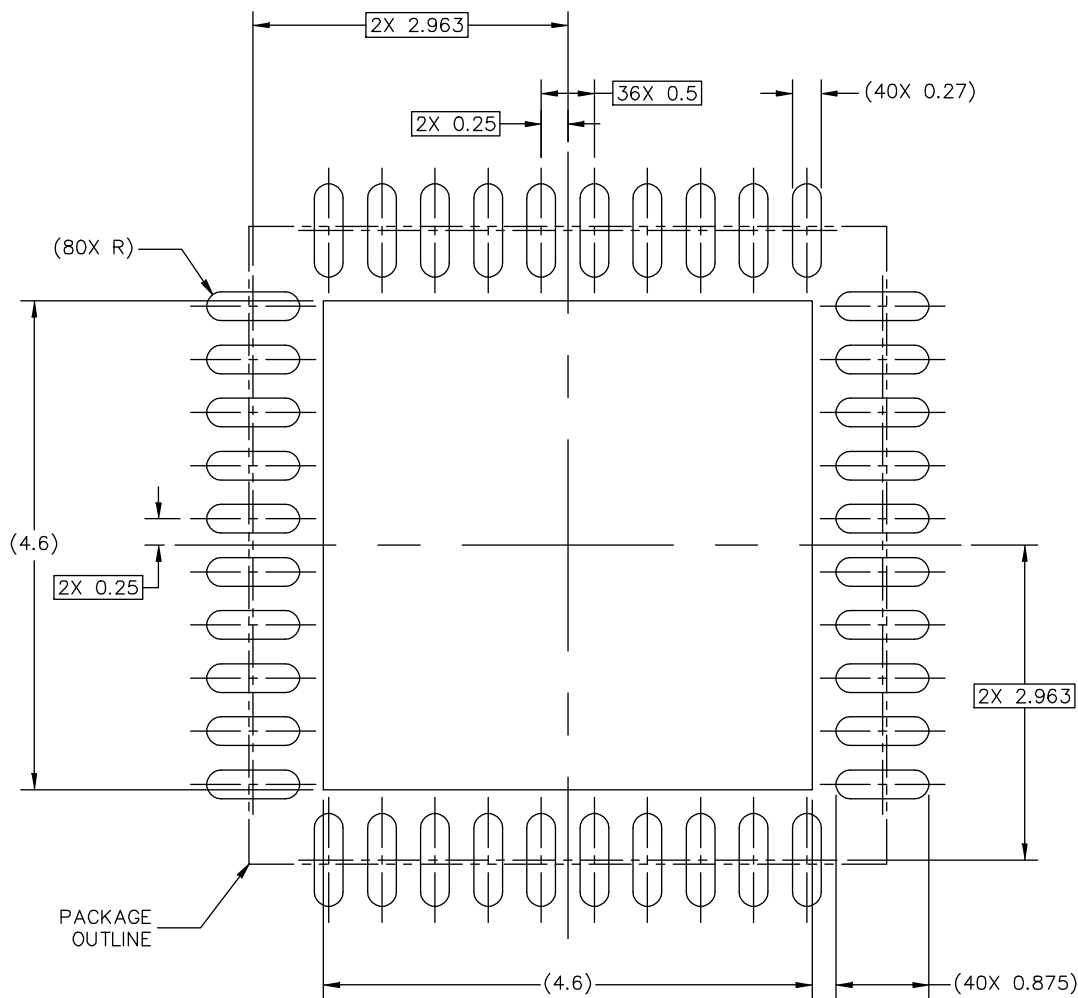 2X 2.963
36X 0.5
(40X 0.27)
2X 0.25
(80X R)
(4.6)
2X 0.25
2X 2.963
PACKAGE
OUTLINE
(4.6)
(40X 0.875)